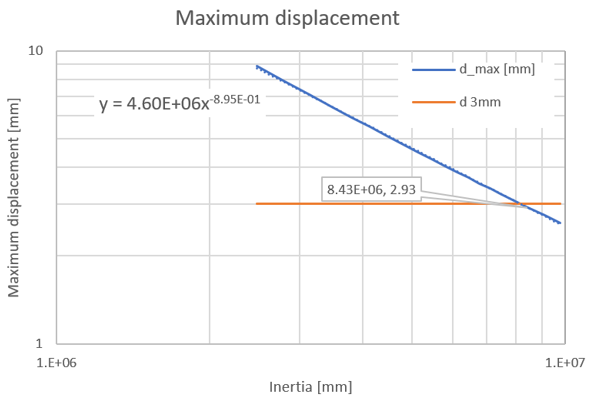 Maximum displacement
10
d_max [mm]
y = 4.60E+06x^-8.95E-01
d 3mm
Maximum displacement [mm]
8.43E+06, 2.93
1
1.E+06
1.E+07
Inertia [mm]